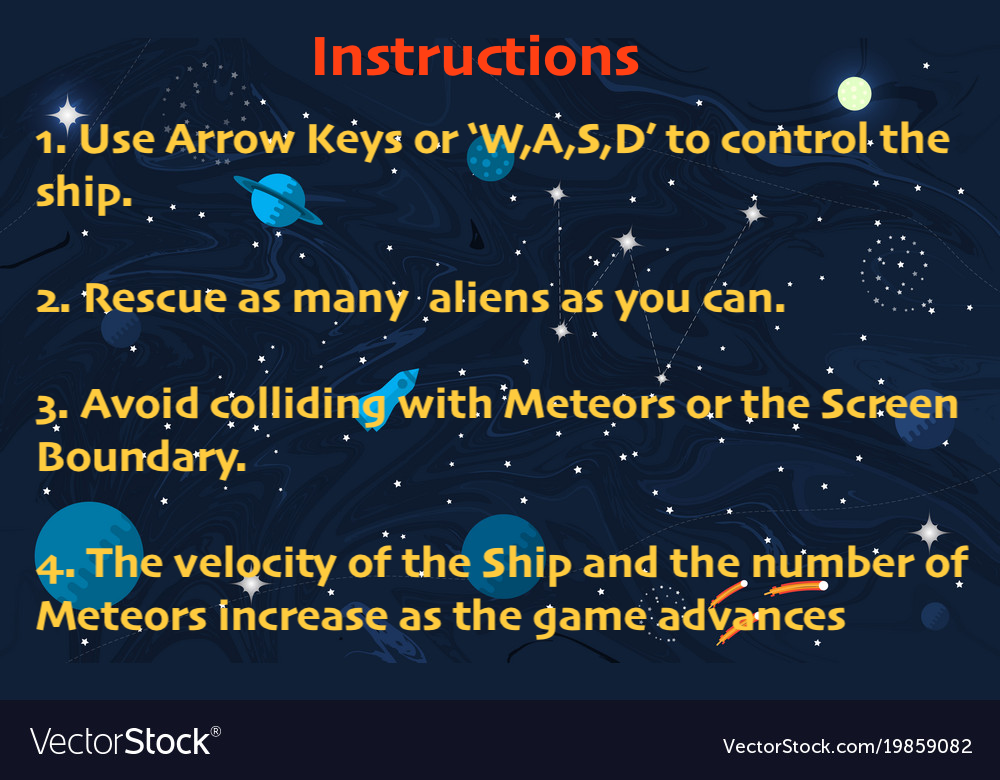 Instructions
1. Use Arrow Keys or ‘W,A,S,D’ to control the
ship.
2. Rescue as many  aliens as you can.
3. Avoid colliding with Meteors or the Screen
Boundary.
4. The velocity of the Ship and the number of
Meteors increase as the game advances
VectorStock®
VectorStock.com/19859082